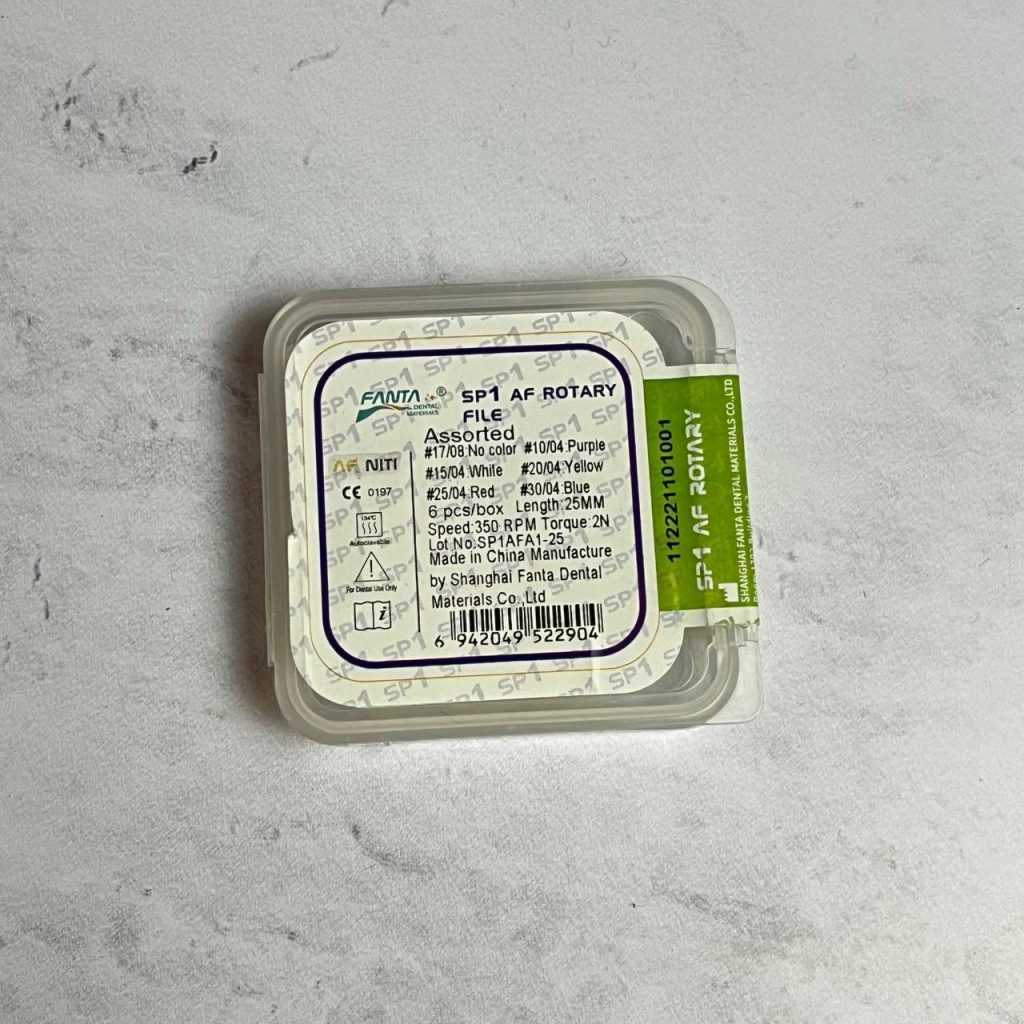 FANTA ®
DENTAL
MATERIALS
SP1 AF ROTARY
FILE
Assorted
#17/08:No color #10/04:Purple
#15/04:White #20/04:Yellow
#25/04:Red #30/04:Blue
6 pcs/box Length:25MM
Speed:350 RPM Torque:2N
Lot No.SP1AFA1-25
Made in China Manufacture
by Shanghai Fanta Dental
Materials Co.,Ltd
6 942049 522904
AF NITI
CE 0197
134°C
Autoclavable
For Dental Use Only
i
112221101001
SP1 AF ROTARY
SHANGHAI FANTA DENTAL MATERIALS CO.,LTD